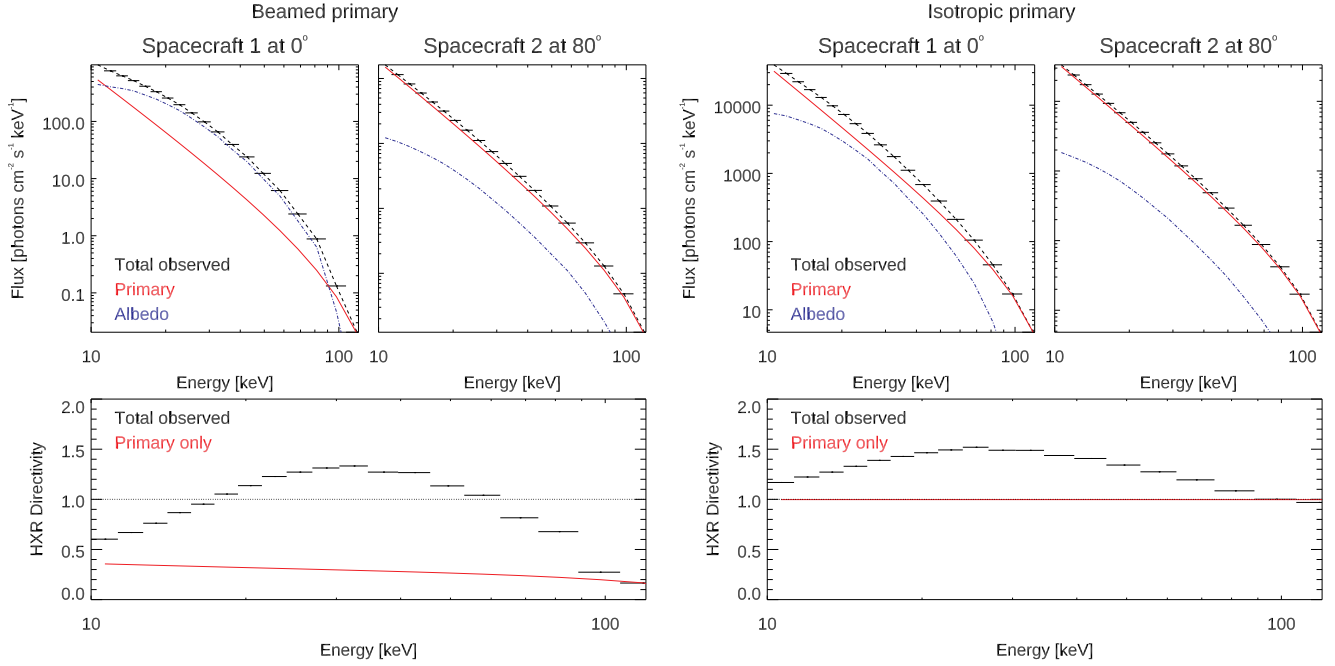 Beamed primary
Isotropic primary
Spacecraft 1 at 0°
Spacecraft 2 at 80°
Spacecraft 1 at 0°
Spacecraft 2 at 80°
Flux [photons cm⁻² s⁻¹ keV⁻¹]
100.0
10.0
1.0
0.1
Total observed
Primary
Albedo
10
100
10
100
Energy [keV]
Energy [keV]
Flux [photons cm⁻² s⁻¹ keV⁻¹]
10000
1000
100
10
Total observed
Primary
Albedo
10
100
10
100
Energy [keV]
Energy [keV]
HXR Directivity
2.0
1.5
1.0
0.5
0.0
Total observed
Primary only
10
100
Energy [keV]
HXR Directivity
2.0
1.5
1.0
0.5
0.0
Total observed
Primary only
10
100
Energy [keV]